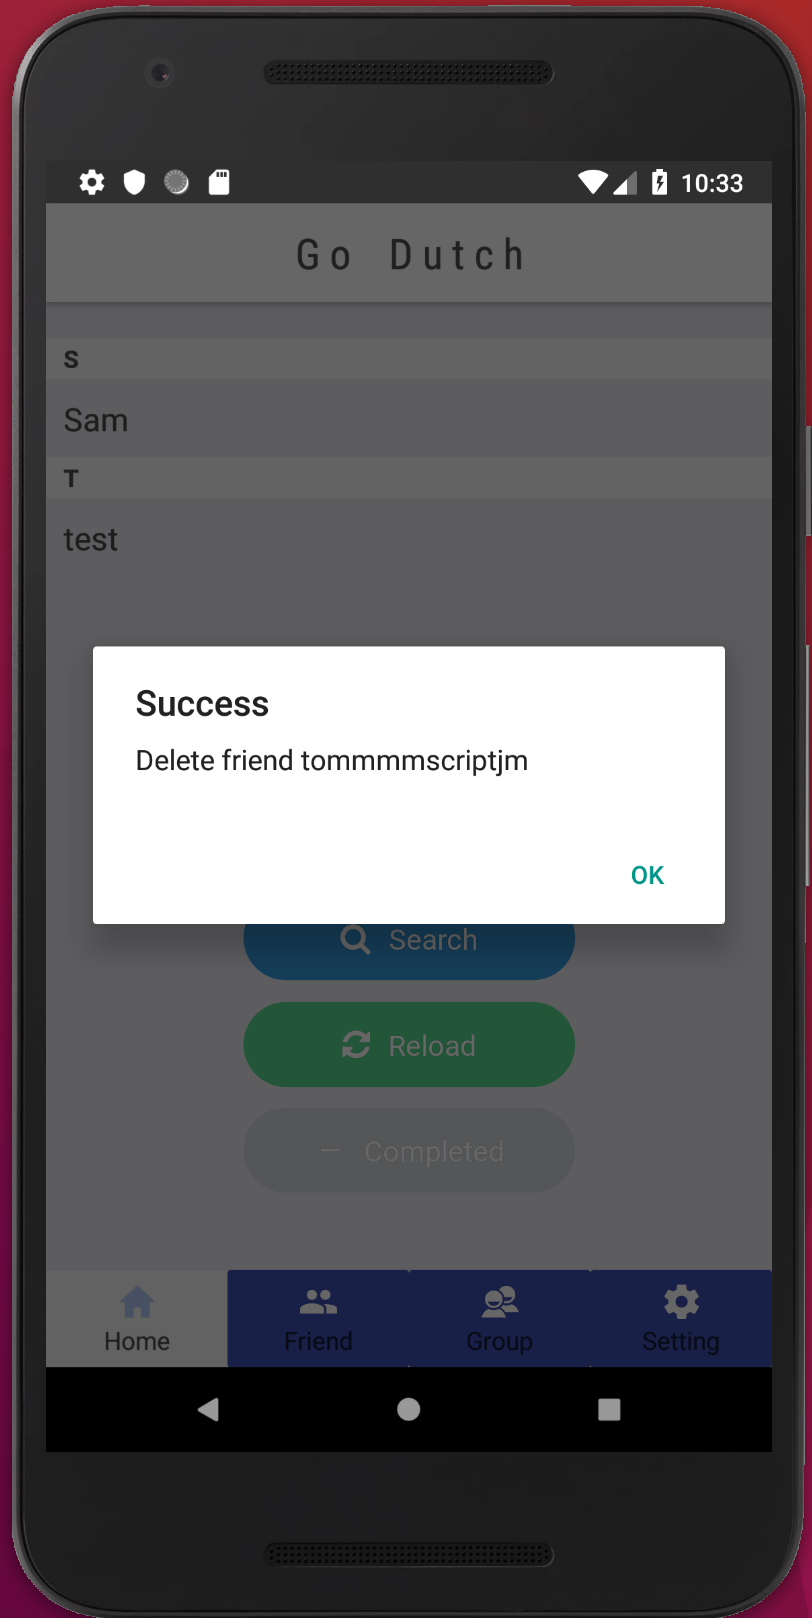 10:33
Go Dutch
S
Sam
T
test
Success
Delete friend tommmmscriptjm
OK
Search
Reload
Completed
Home Friend Group Setting